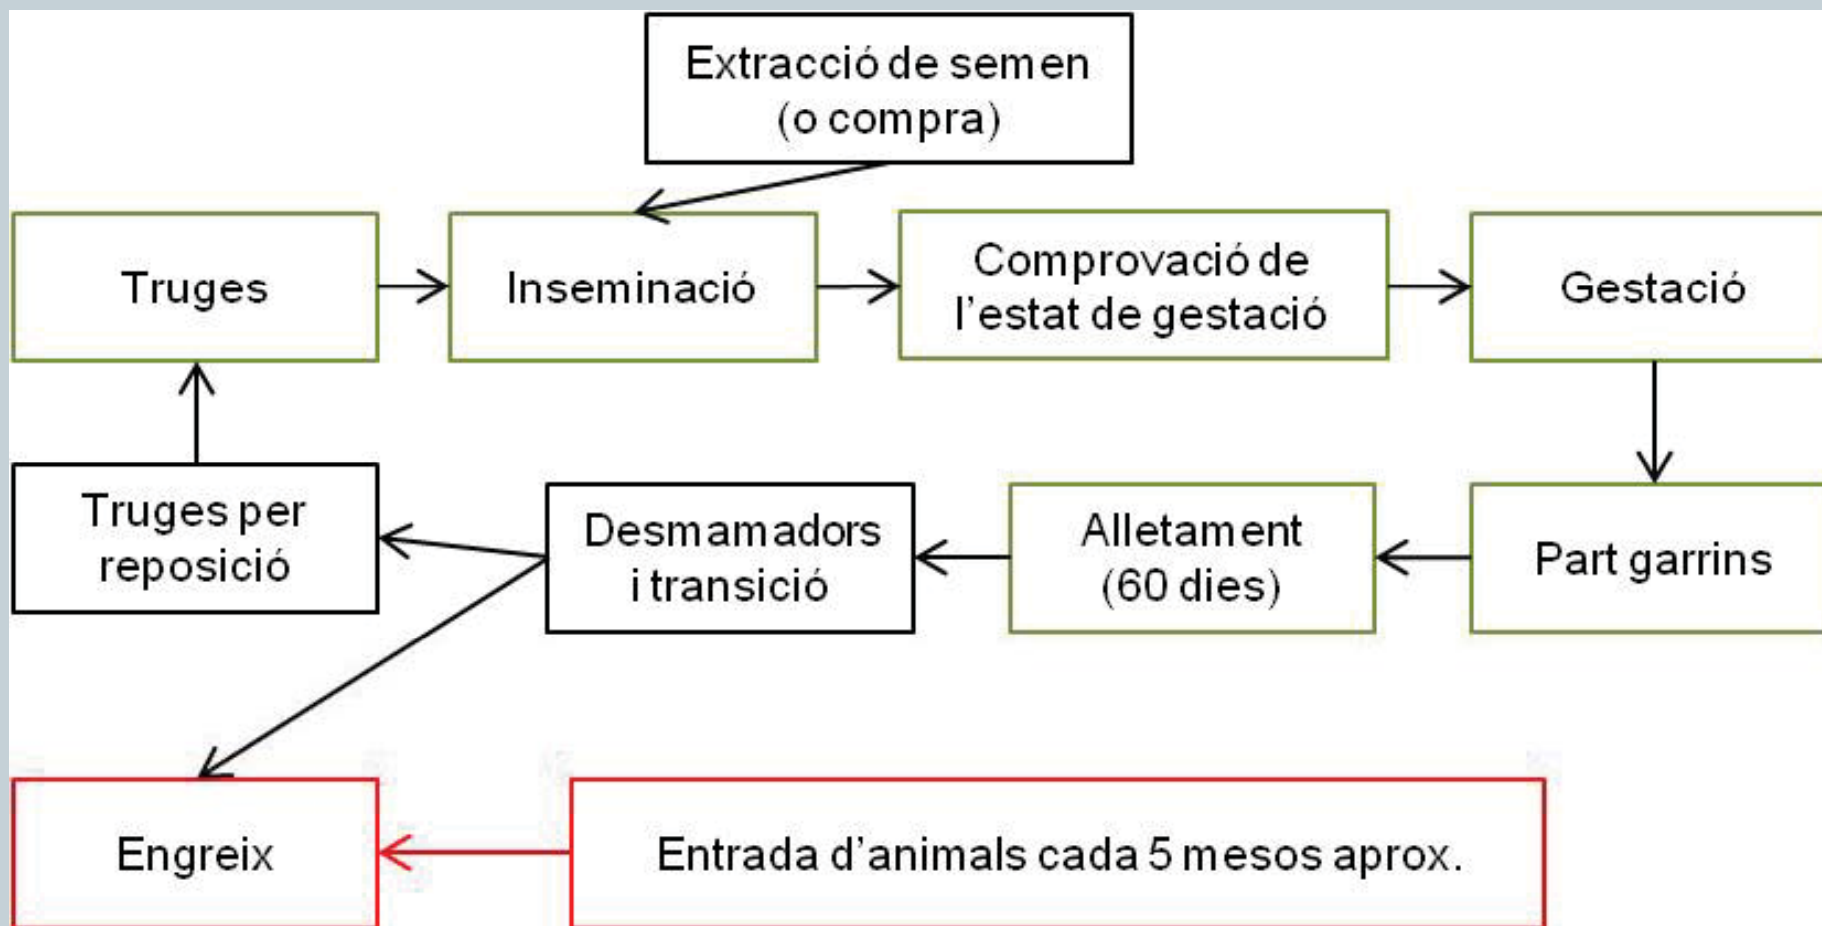 Extracció de semen
(o compra)
Truges
Inseminació
Comprovació de
l’estat de gestació
Gestació
Truges per
reposició
Desmamadors
i transició
Alletament
(60 dies)
Part garrins
Engreix
Entrada d’animals cada 5 mesos aprox.